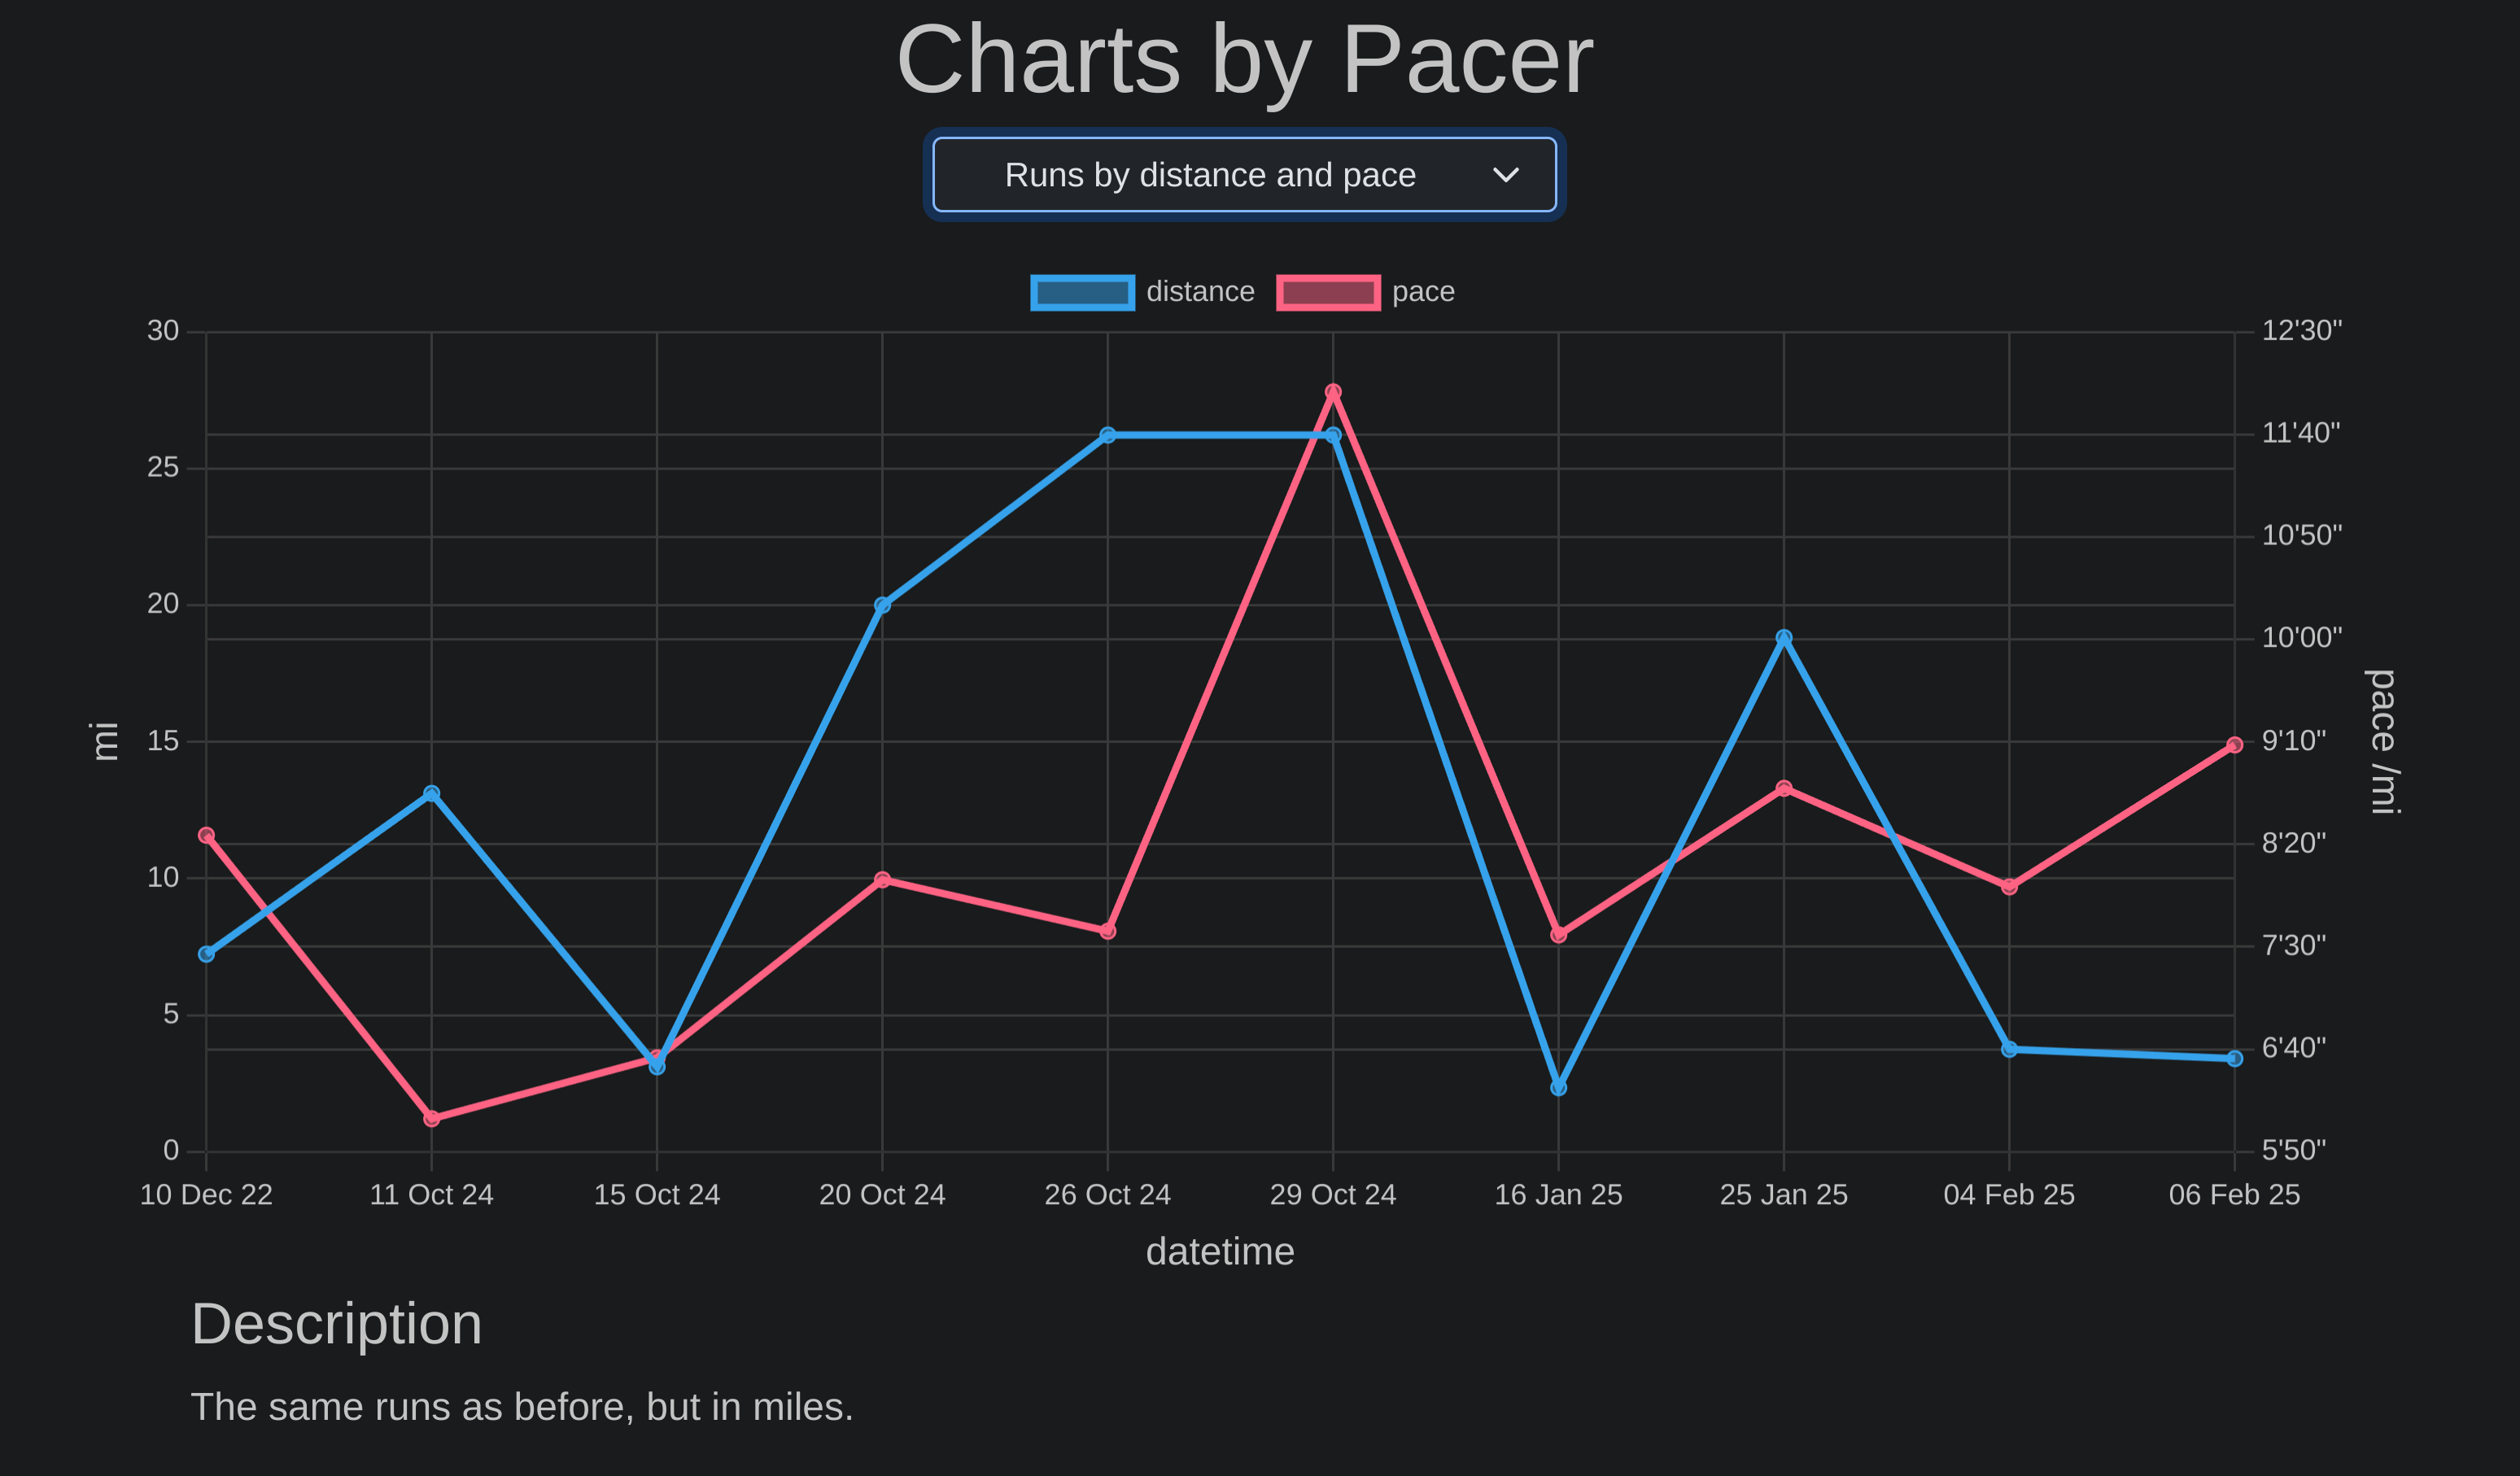 Charts by Pacer
Runs by distance and pace
distance pace
30 12'30"
11'40"
25
10'50"
20
10'00"
mi 15 9'10" pace /mi
8'20"
10
7'30"
5
6'40"
0 5'50"
10 Dec 22 11 Oct 24 15 Oct 24 20 Oct 24 26 Oct 24 29 Oct 24 16 Jan 25 25 Jan 25 04 Feb 25 06 Feb 25
datetime
Description
The same runs as before, but in miles.